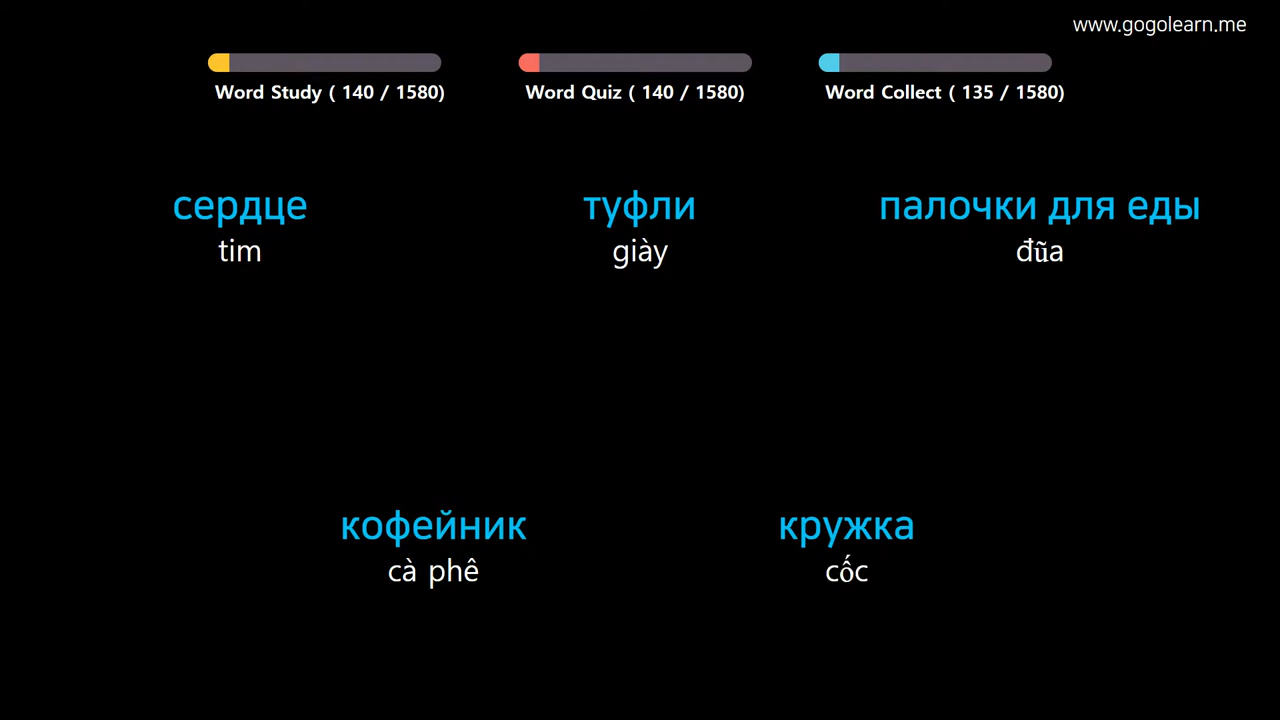 www.gogolearn.me
Word Study ( 140 / 1580)
Word Quiz ( 140 / 1580)
Word Collect ( 135 / 1580)
сердце
tim
туфли
giày
палочки для еды
đũa
кофейник
cà phê
кружка
cốc